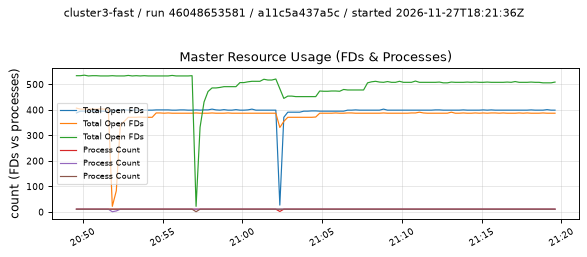 cluster3-fast / run 46048653581 / a11c5a437a5c / started 2026-11-27T18:21:36Z
Master Resource Usage (FDs & Processes)
count (FDs vs processes)
500
400
300
200
100
0
Total Open FDs
Total Open FDs
Total Open FDs
Process Count
Process Count
Process Count
20:50
20:55
21:00
21:05
21:10
21:15
21:20